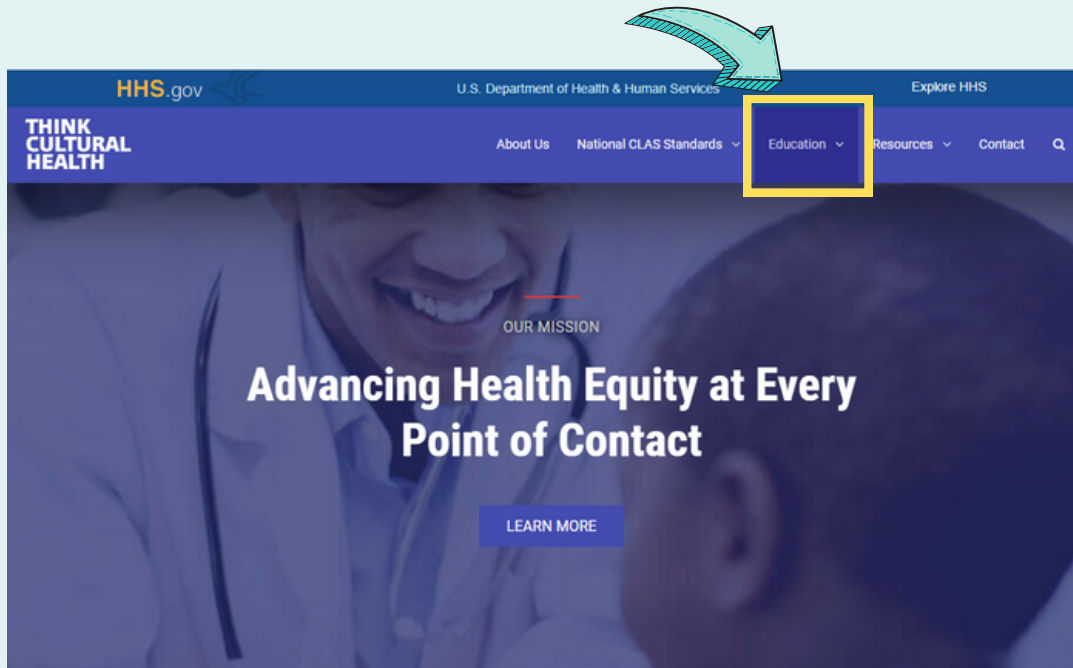 HHS.gov
U.S. Department of Health & Human Services
Explore HHS
THINK
CULTURAL
HEALTH
About Us
National CLAS Standards
Education
Resources
Contact
OUR MISSION
Advancing Health Equity at Every
Point of Contact
LEARN MORE